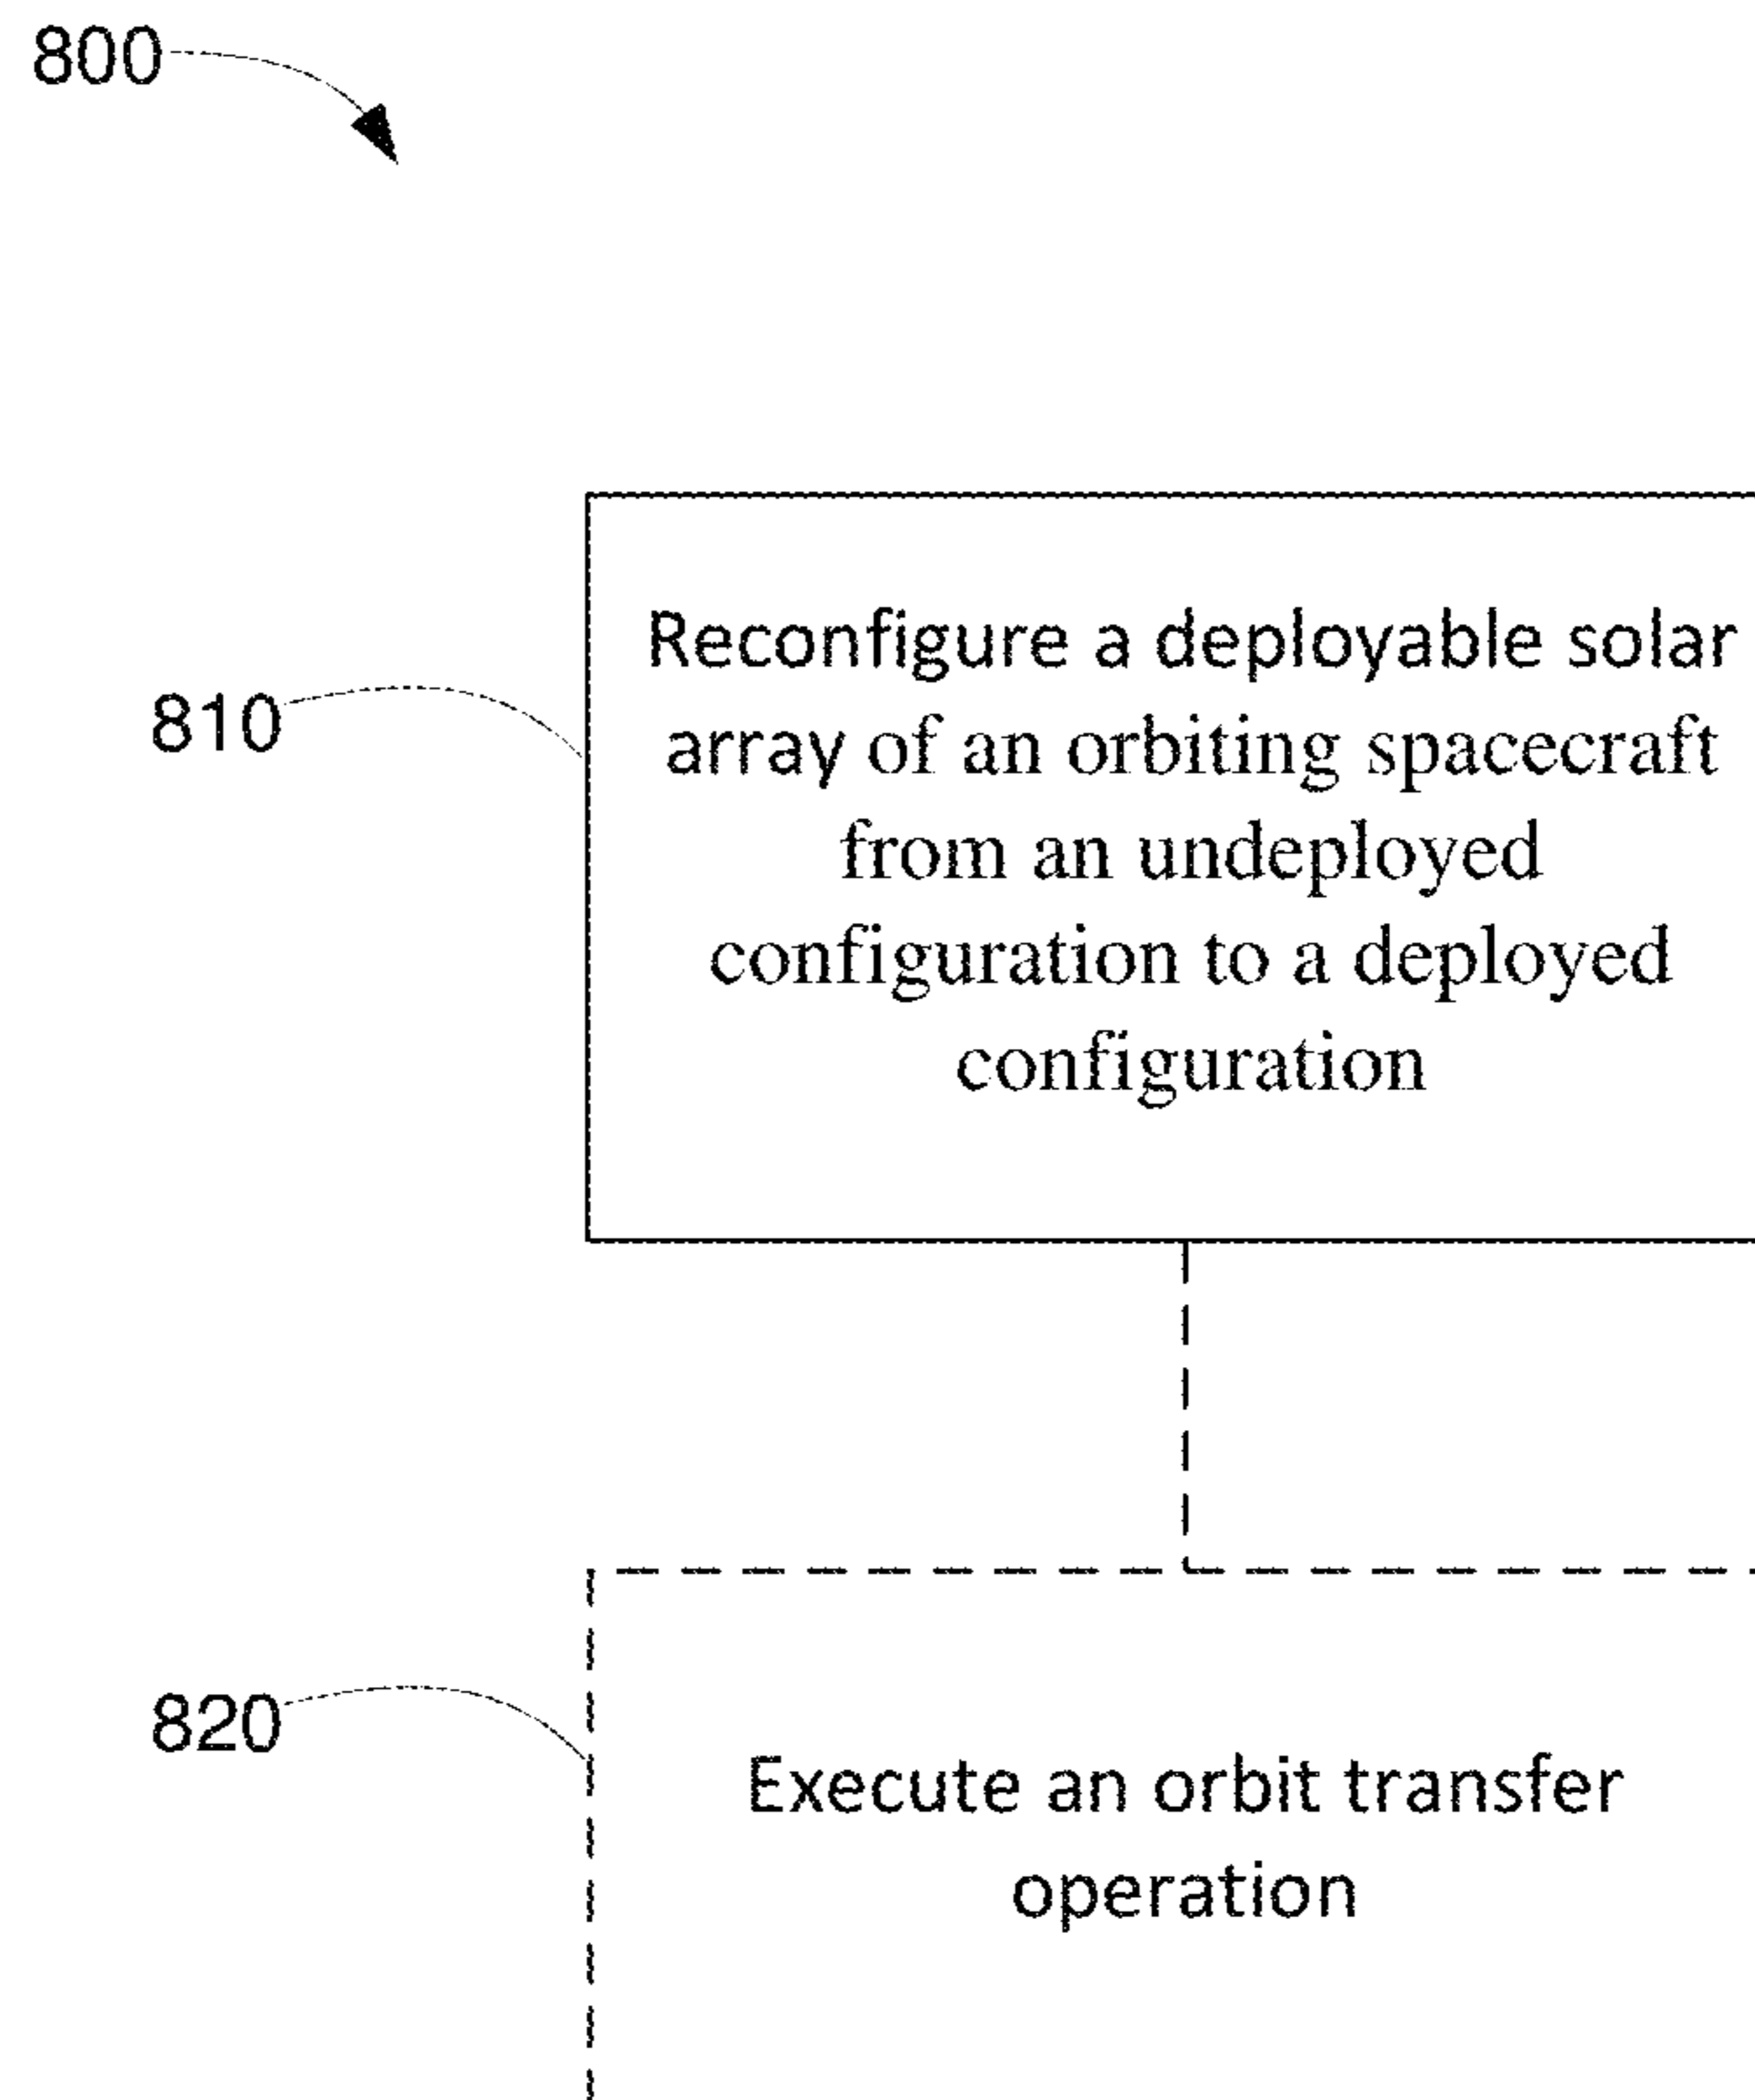 800
810
Reconfigure a deployable solar
array of an orbiting spacecraft
from an undeployed
configuration to a deployed
configuration
820
Execute an orbit transfer
operation